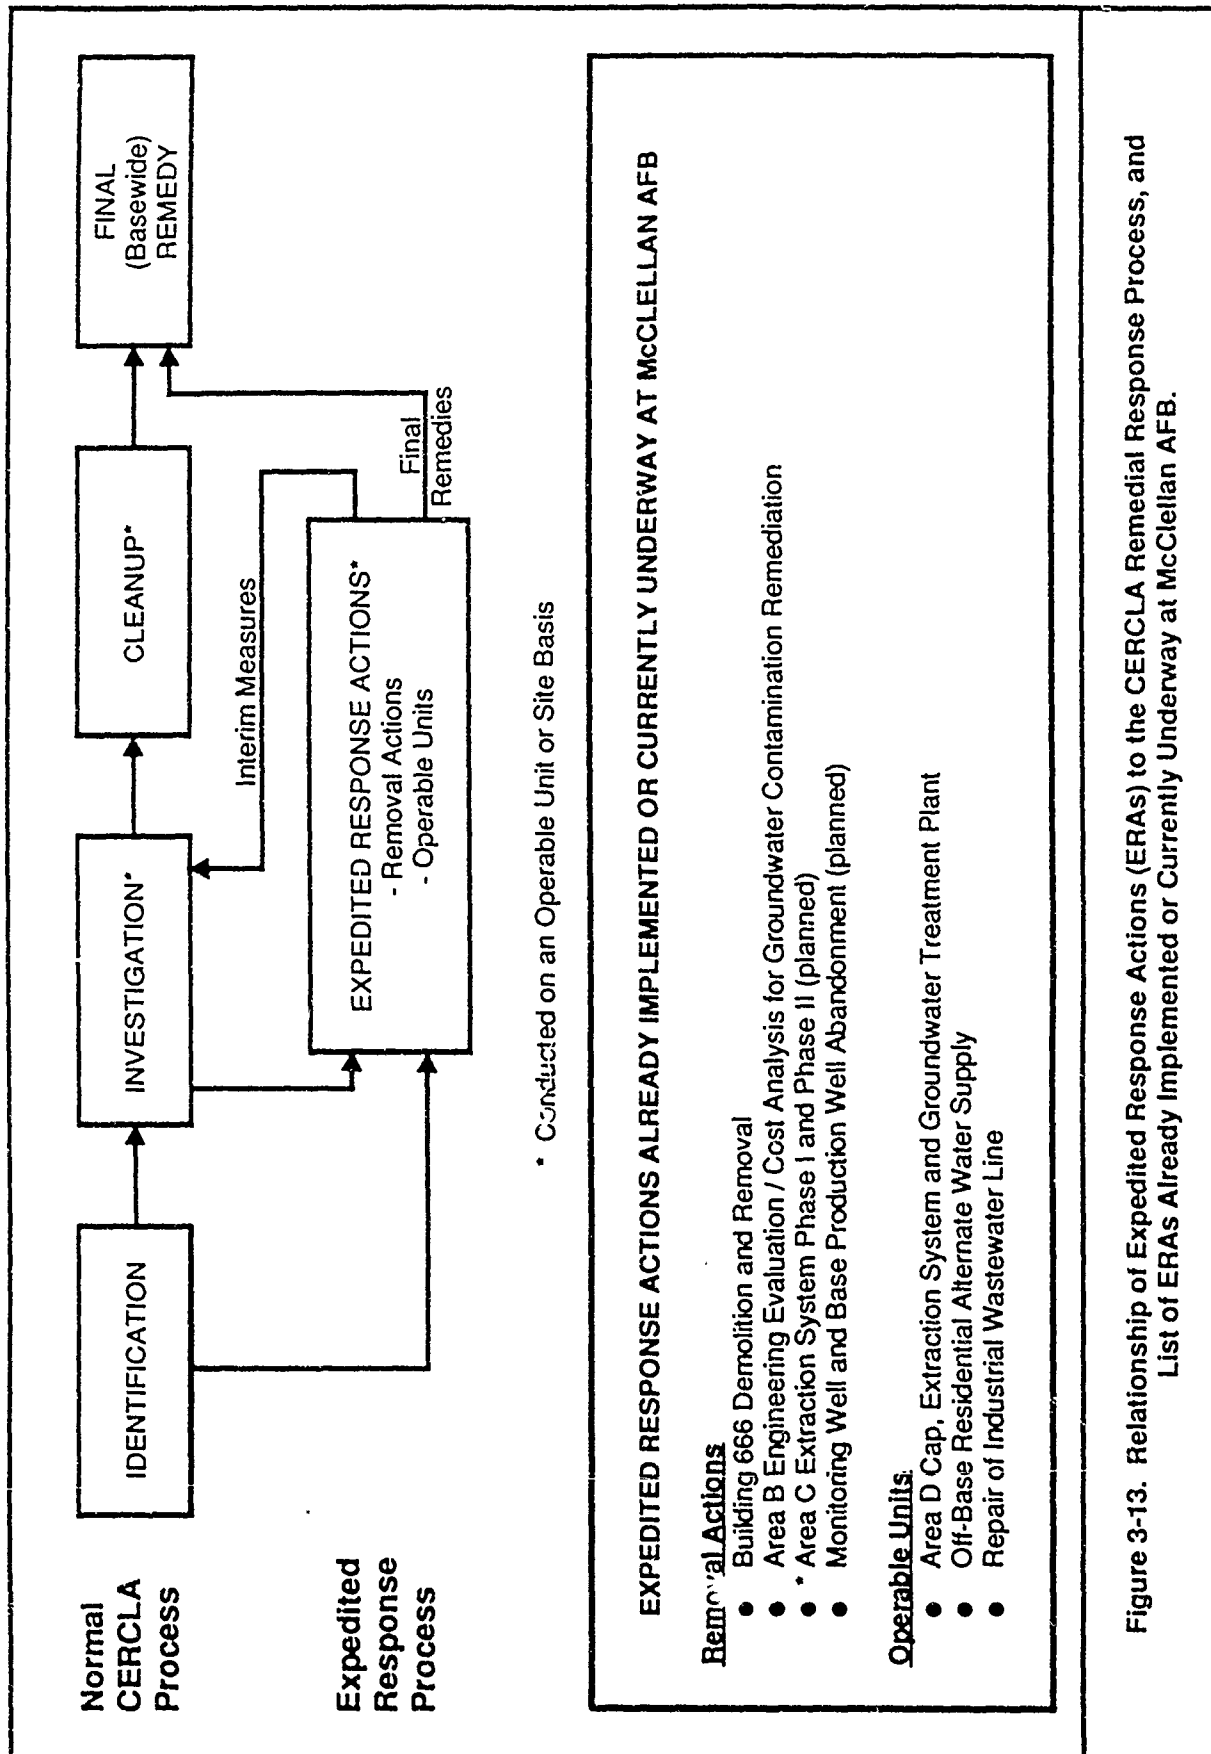 Normal
CERCLA
Process
IDENTIFICATION
INVESTIGATION*
CLEANUP*
FINAL
(Basewide)
REMEDY
Interim Measures
Expedited
Response
Process
EXPEDITED RESPONSE ACTIONS*
- Removal Actions
- Operable Units
Final
Remedies
* Conducted on an Operable Unit or Site Basis
EXPEDITED RESPONSE ACTIONS ALREADY IMPLEMENTED OR CURRENTLY UNDERWAY AT McCLELLAN AFB
Removal Actions
● Building 666 Demolition and Removal
● Area B Engineering Evaluation / Cost Analysis for Groundwater Contamination Remediation
● * Area C Extraction System Phase I and Phase II (planned)
● Monitoring Well and Base Production Well Abandonment (planned)
Operable Units
● Area D Cap, Extraction System and Groundwater Treatment Plant
● Off-Base Residential Alternate Water Supply
● Repair of Industrial Wastewater Line
Figure 3-13. Relationship of Expedited Response Actions (ERAs) to the CERCLA Remedial Response Process, and
List of ERAs Already Implemented or Currently Underway at McClellan AFB.